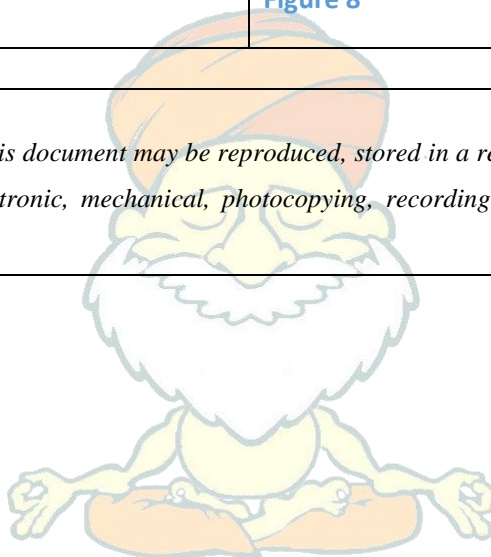 Figure 8
is document may be reproduced, stored in a re
tronic, mechanical, photocopying, recording